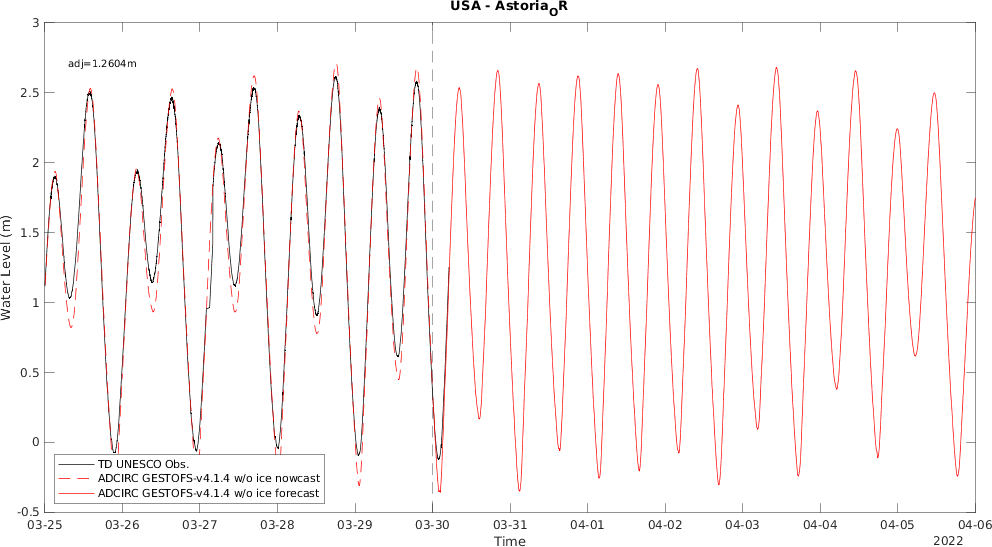 USA - Astoria_OR
adj=1.2604m
3
2.5
2
1.5
1
0.5
0
-0.5
Water Level (m)
TD UNESCO Obs.
ADCIRC GESTOFS-v4.1.4 w/o ice nowcast
ADCIRC GESTOFS-v4.1.4 w/o ice forecast
03-25 03-26 03-27 03-28 03-29 03-30 03-31 04-01 04-02 04-03 04-04 04-05 04-06
Time
2022